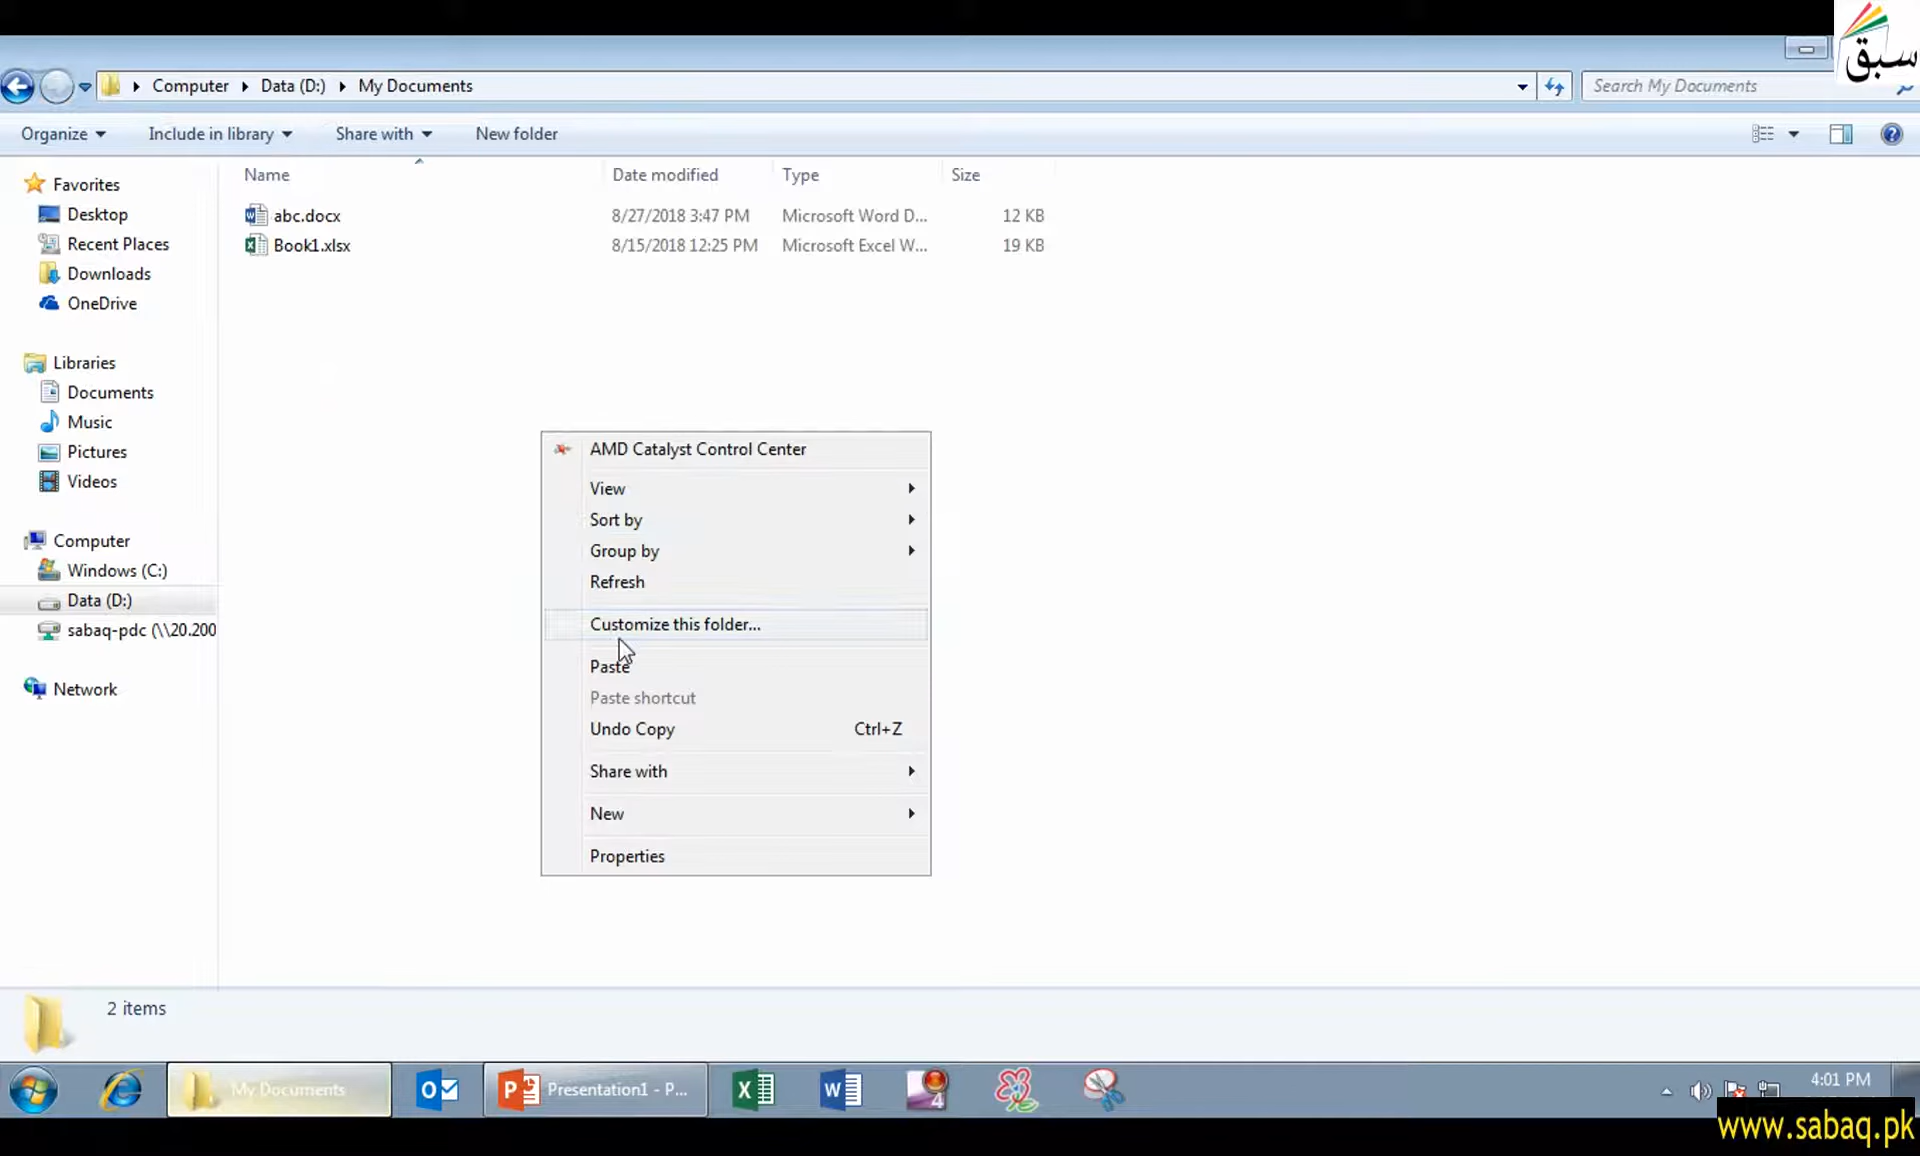 سبق
Computer Data (D:) My Documents
Search My Documents
Organize Include in library Share with New folder
Name Date modified Type Size
abc.docx 8/27/2018 3:47 PM Microsoft Word D... 12 KB
Book1.xlsx 8/15/2018 12:25 PM Microsoft Excel W... 19 KB
Favorites
Desktop
Recent Places
Downloads
OneDrive
Libraries
Documents
Music
Pictures
Videos
Computer
Windows (C:)
Data (D:)
sabaq-pdc (\\20.200
Network
AMD Catalyst Control Center
View
Sort by
Group by
Refresh
Customize this folder...
Paste
Paste shortcut
Undo Copy Ctrl+Z
Share with
New
Properties
2 items
My Documents
Presentation1 - P...
4:01 PM
www.sabaq.pk